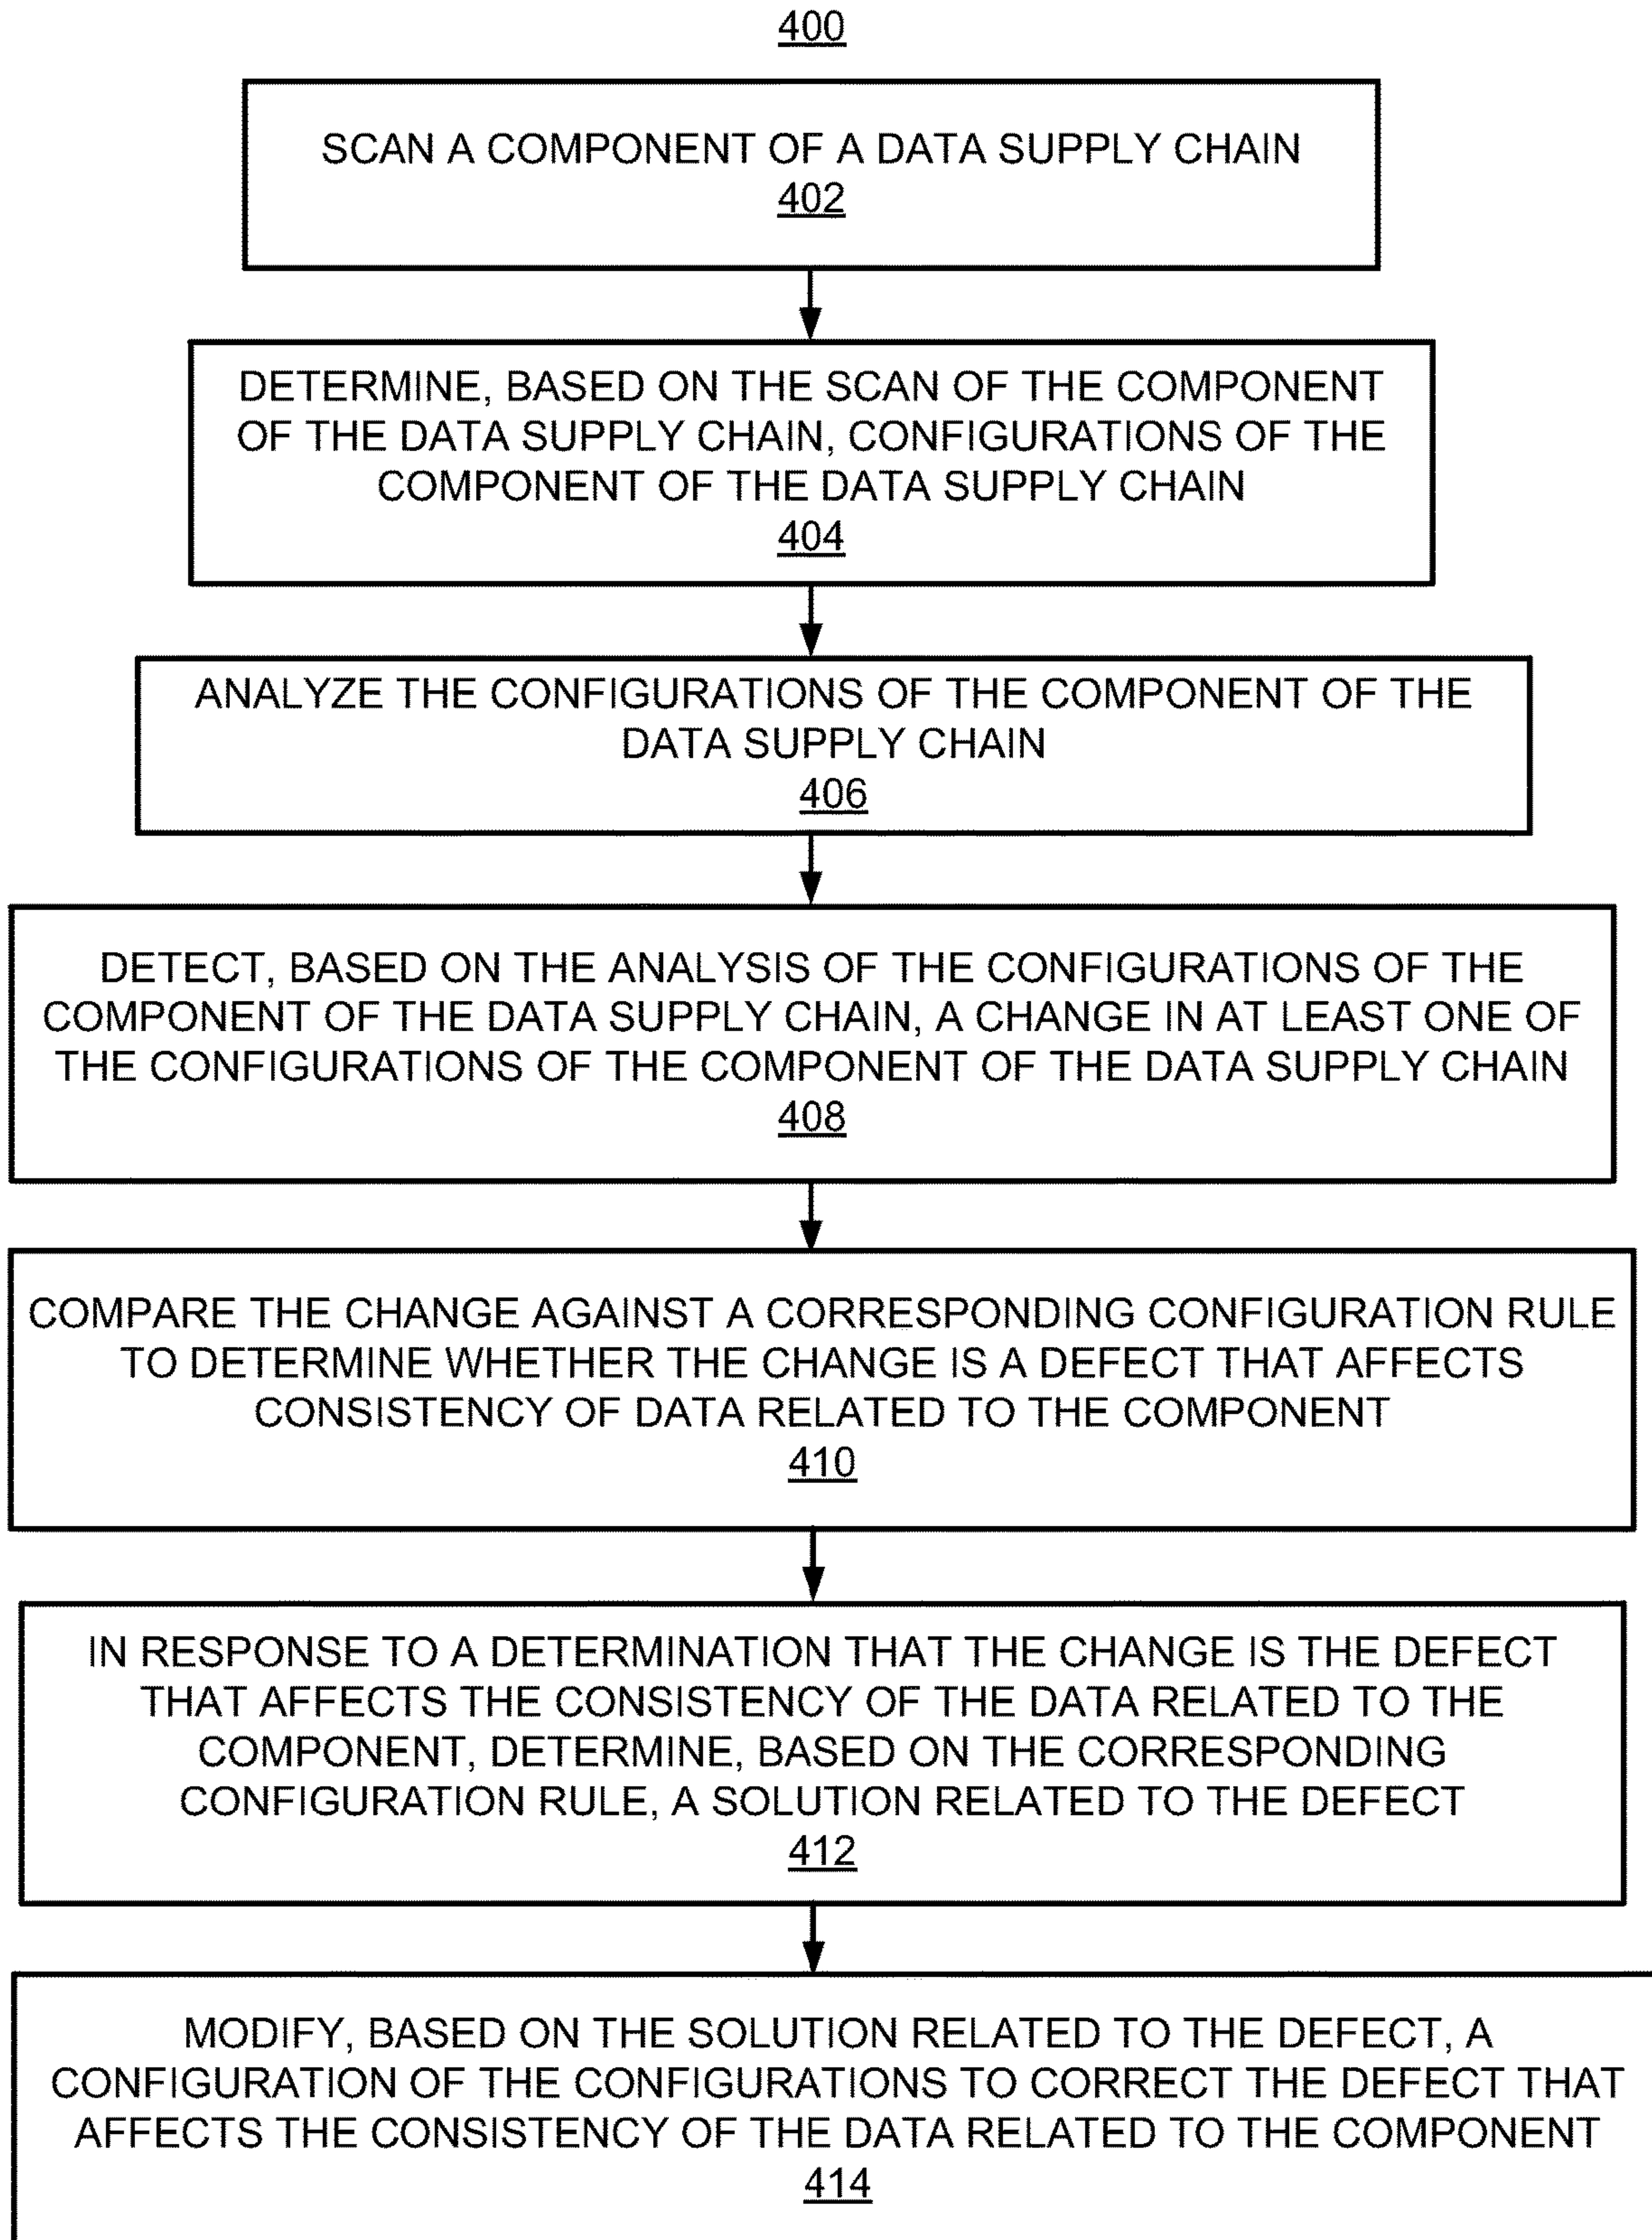 400
SCAN A COMPONENT OF A DATA SUPPLY CHAIN
402
DETERMINE, BASED ON THE SCAN OF THE COMPONENT
OF THE DATA SUPPLY CHAIN, CONFIGURATIONS OF THE
COMPONENT OF THE DATA SUPPLY CHAIN
404
ANALYZE THE CONFIGURATIONS OF THE COMPONENT OF THE
DATA SUPPLY CHAIN
406
DETECT, BASED ON THE ANALYSIS OF THE CONFIGURATIONS OF THE
COMPONENT OF THE DATA SUPPLY CHAIN, A CHANGE IN AT LEAST ONE OF
THE CONFIGURATIONS OF THE COMPONENT OF THE DATA SUPPLY CHAIN
408
COMPARE THE CHANGE AGAINST A CORRESPONDING CONFIGURATION RULE
TO DETERMINE WHETHER THE CHANGE IS A DEFECT THAT AFFECTS
CONSISTENCY OF DATA RELATED TO THE COMPONENT
410
IN RESPONSE TO A DETERMINATION THAT THE CHANGE IS THE DEFECT
THAT AFFECTS THE CONSISTENCY OF THE DATA RELATED TO THE
COMPONENT, DETERMINE, BASED ON THE CORRESPONDING
CONFIGURATION RULE, A SOLUTION RELATED TO THE DEFECT
412
MODIFY, BASED ON THE SOLUTION RELATED TO THE DEFECT, A
CONFIGURATION OF THE CONFIGURATIONS TO CORRECT THE DEFECT THAT
AFFECTS THE CONSISTENCY OF THE DATA RELATED TO THE COMPONENT
414